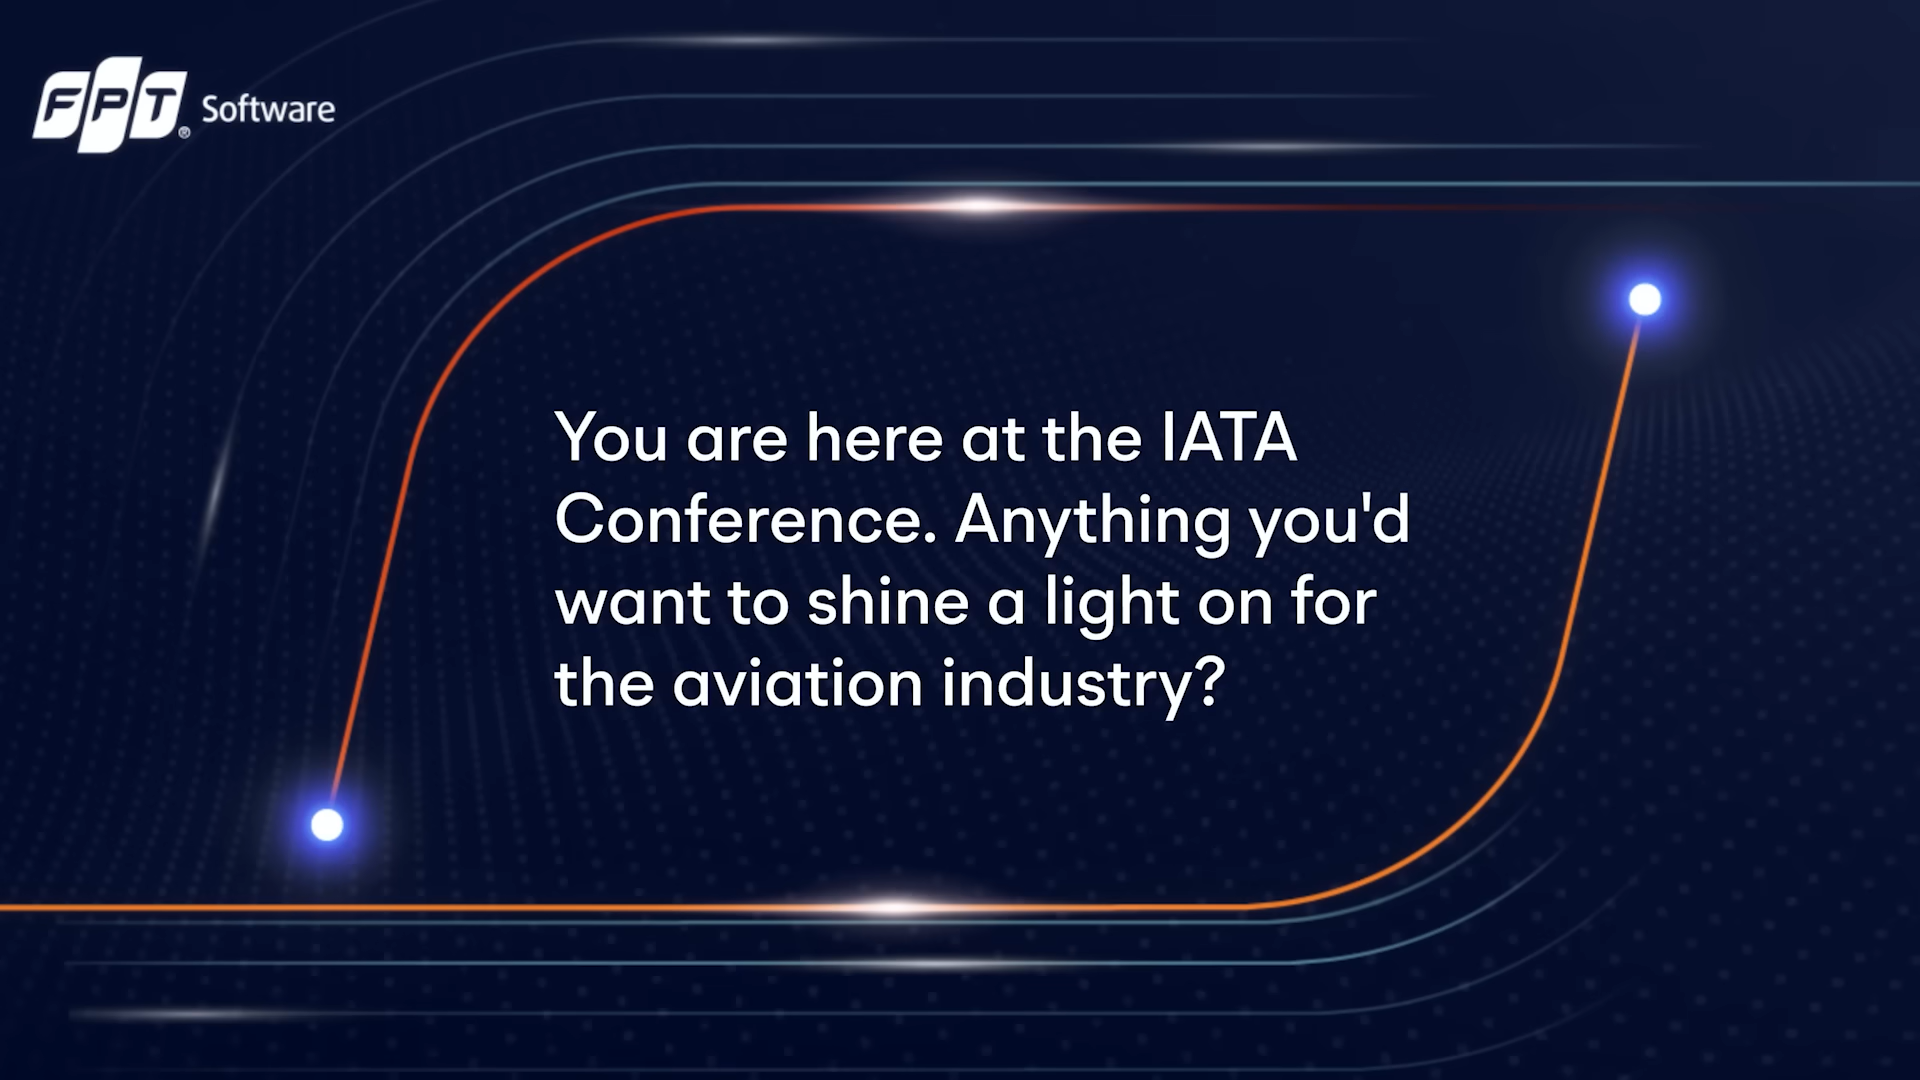 FPT® Software
You are here at the IATA
Conference. Anything you'd
want to shine a light on for
the aviation industry?